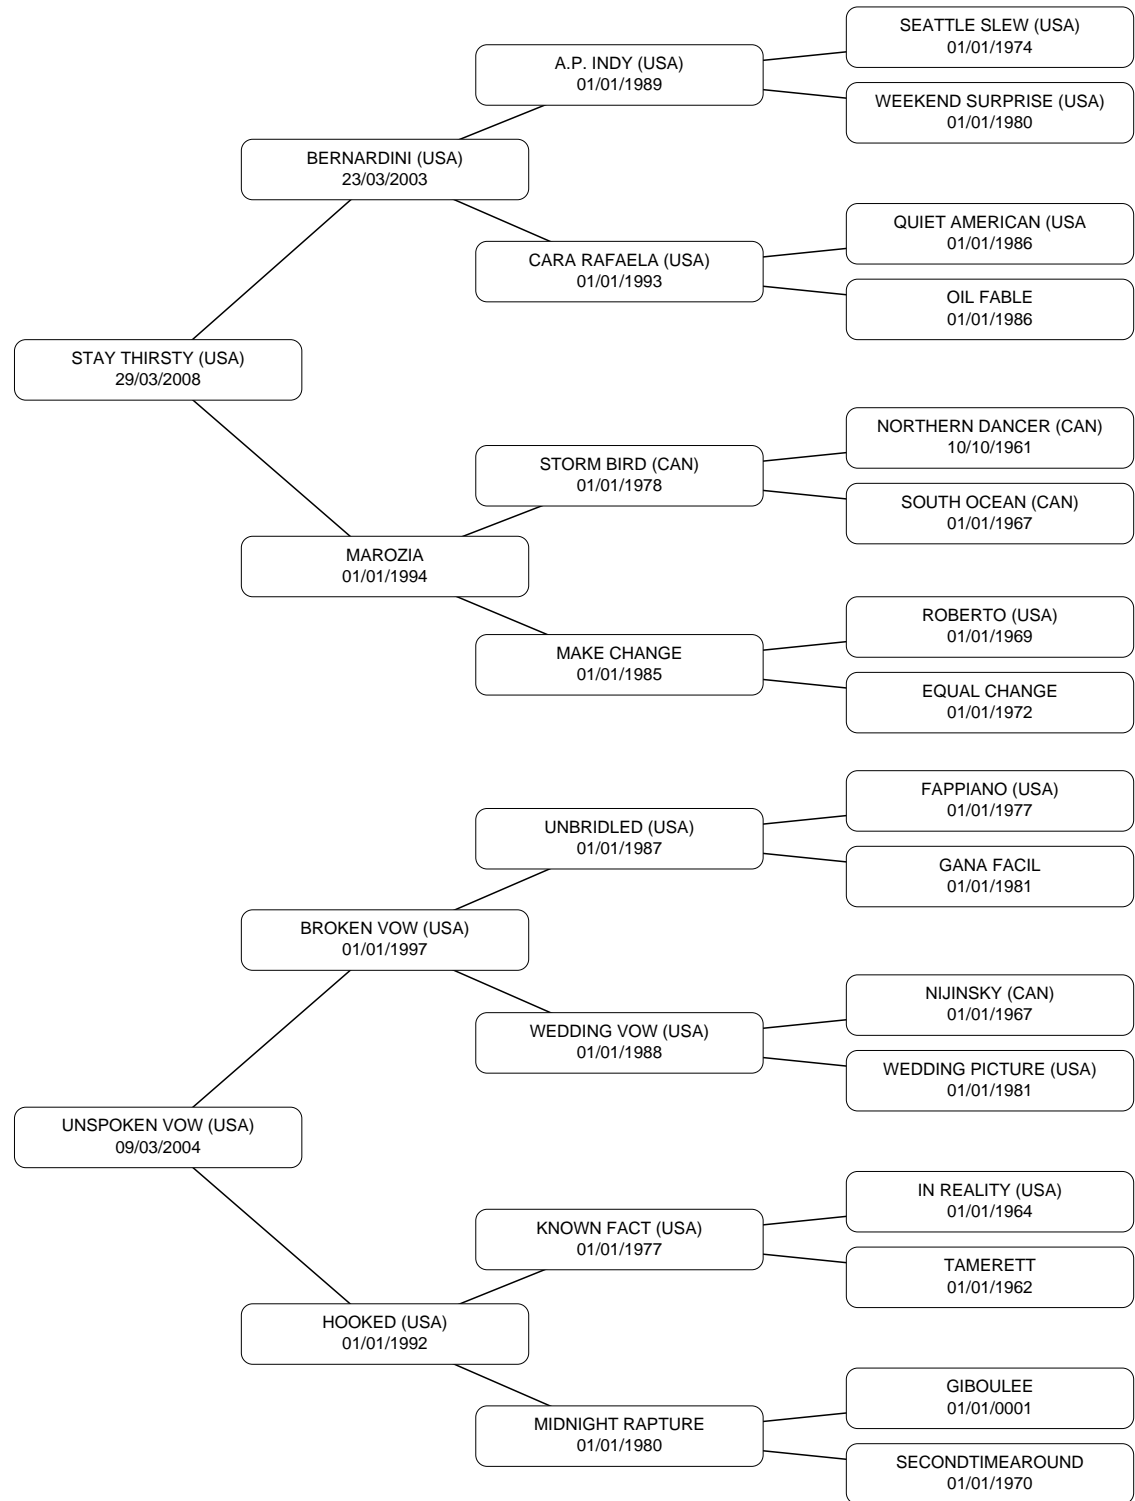 SEATTLE SLEW (USA)
01/01/1974
A.P. INDY (USA)
01/01/1989
WEEKEND SURPRISE (USA)
01/01/1980
BERNARDINI (USA)
23/03/2003
QUIET AMERICAN (USA
01/01/1986
CARA RAFAELA (USA)
01/01/1993
OIL FABLE
01/01/1986
STAY THIRSTY (USA)
29/03/2008
NORTHERN DANCER (CAN)
10/10/1961
STORM BIRD (CAN)
01/01/1978
SOUTH OCEAN (CAN)
01/01/1967
MAROZIA
01/01/1994
ROBERTO (USA)
01/01/1969
MAKE CHANGE
01/01/1985
EQUAL CHANGE
01/01/1972
FAPPIANO (USA)
01/01/1977
UNBRIDLED (USA)
01/01/1987
GANA FACIL
01/01/1981
BROKEN VOW (USA)
01/01/1997
NIJINSKY (CAN)
01/01/1967
WEDDING VOW (USA)
01/01/1988
WEDDING PICTURE (USA)
01/01/1981
UNSPOKEN VOW (USA)
09/03/2004
IN REALITY (USA)
01/01/1964
KNOWN FACT (USA)
01/01/1977
TAMERETT
01/01/1962
HOOKED (USA)
01/01/1992
GIBOULEE
01/01/0001
MIDNIGHT RAPTURE
01/01/1980
SECONDTIMEAROUND
01/01/1970